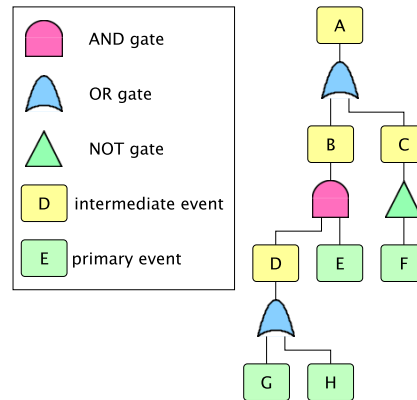 AND gate
OR gate
NOT gate
D intermediate event
E primary event
A
B C
D E F
G H